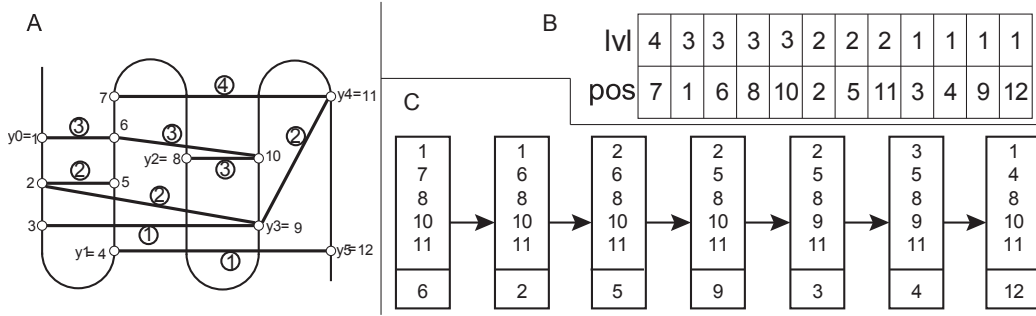 A
4
7
y4=11
y0=1
3
6
3
2
y2= 8
3
10
2
2
5
2
3
1
y3= 9
y1= 4
1
y5=12
B
lvl 4 3 3 3 3 2 2 2 1 1 1 1
pos 7 1 6 8 10 2 5 11 3 4 9 12
C
1 1 2 2 2 3 1
7 6 6 5 5 5 4
8 8 8 8 8 8 8
10 10 10 10 9 9 10
11 11 11 11 11 11 11
6 2 5 9 3 4 12